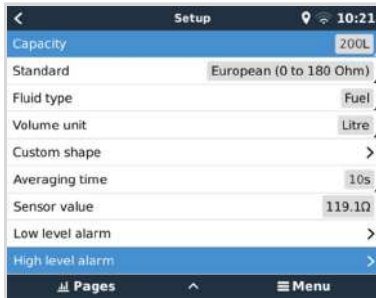 Setup 10:21
Capacity 200L
Standard European (0 to 180 Ohm)
Fluid type Fuel
Volume unit Litre
Custom shape
Averaging time 10s
Sensor value 119.1Ω
Low level alarm
High level alarm
Pages Menu